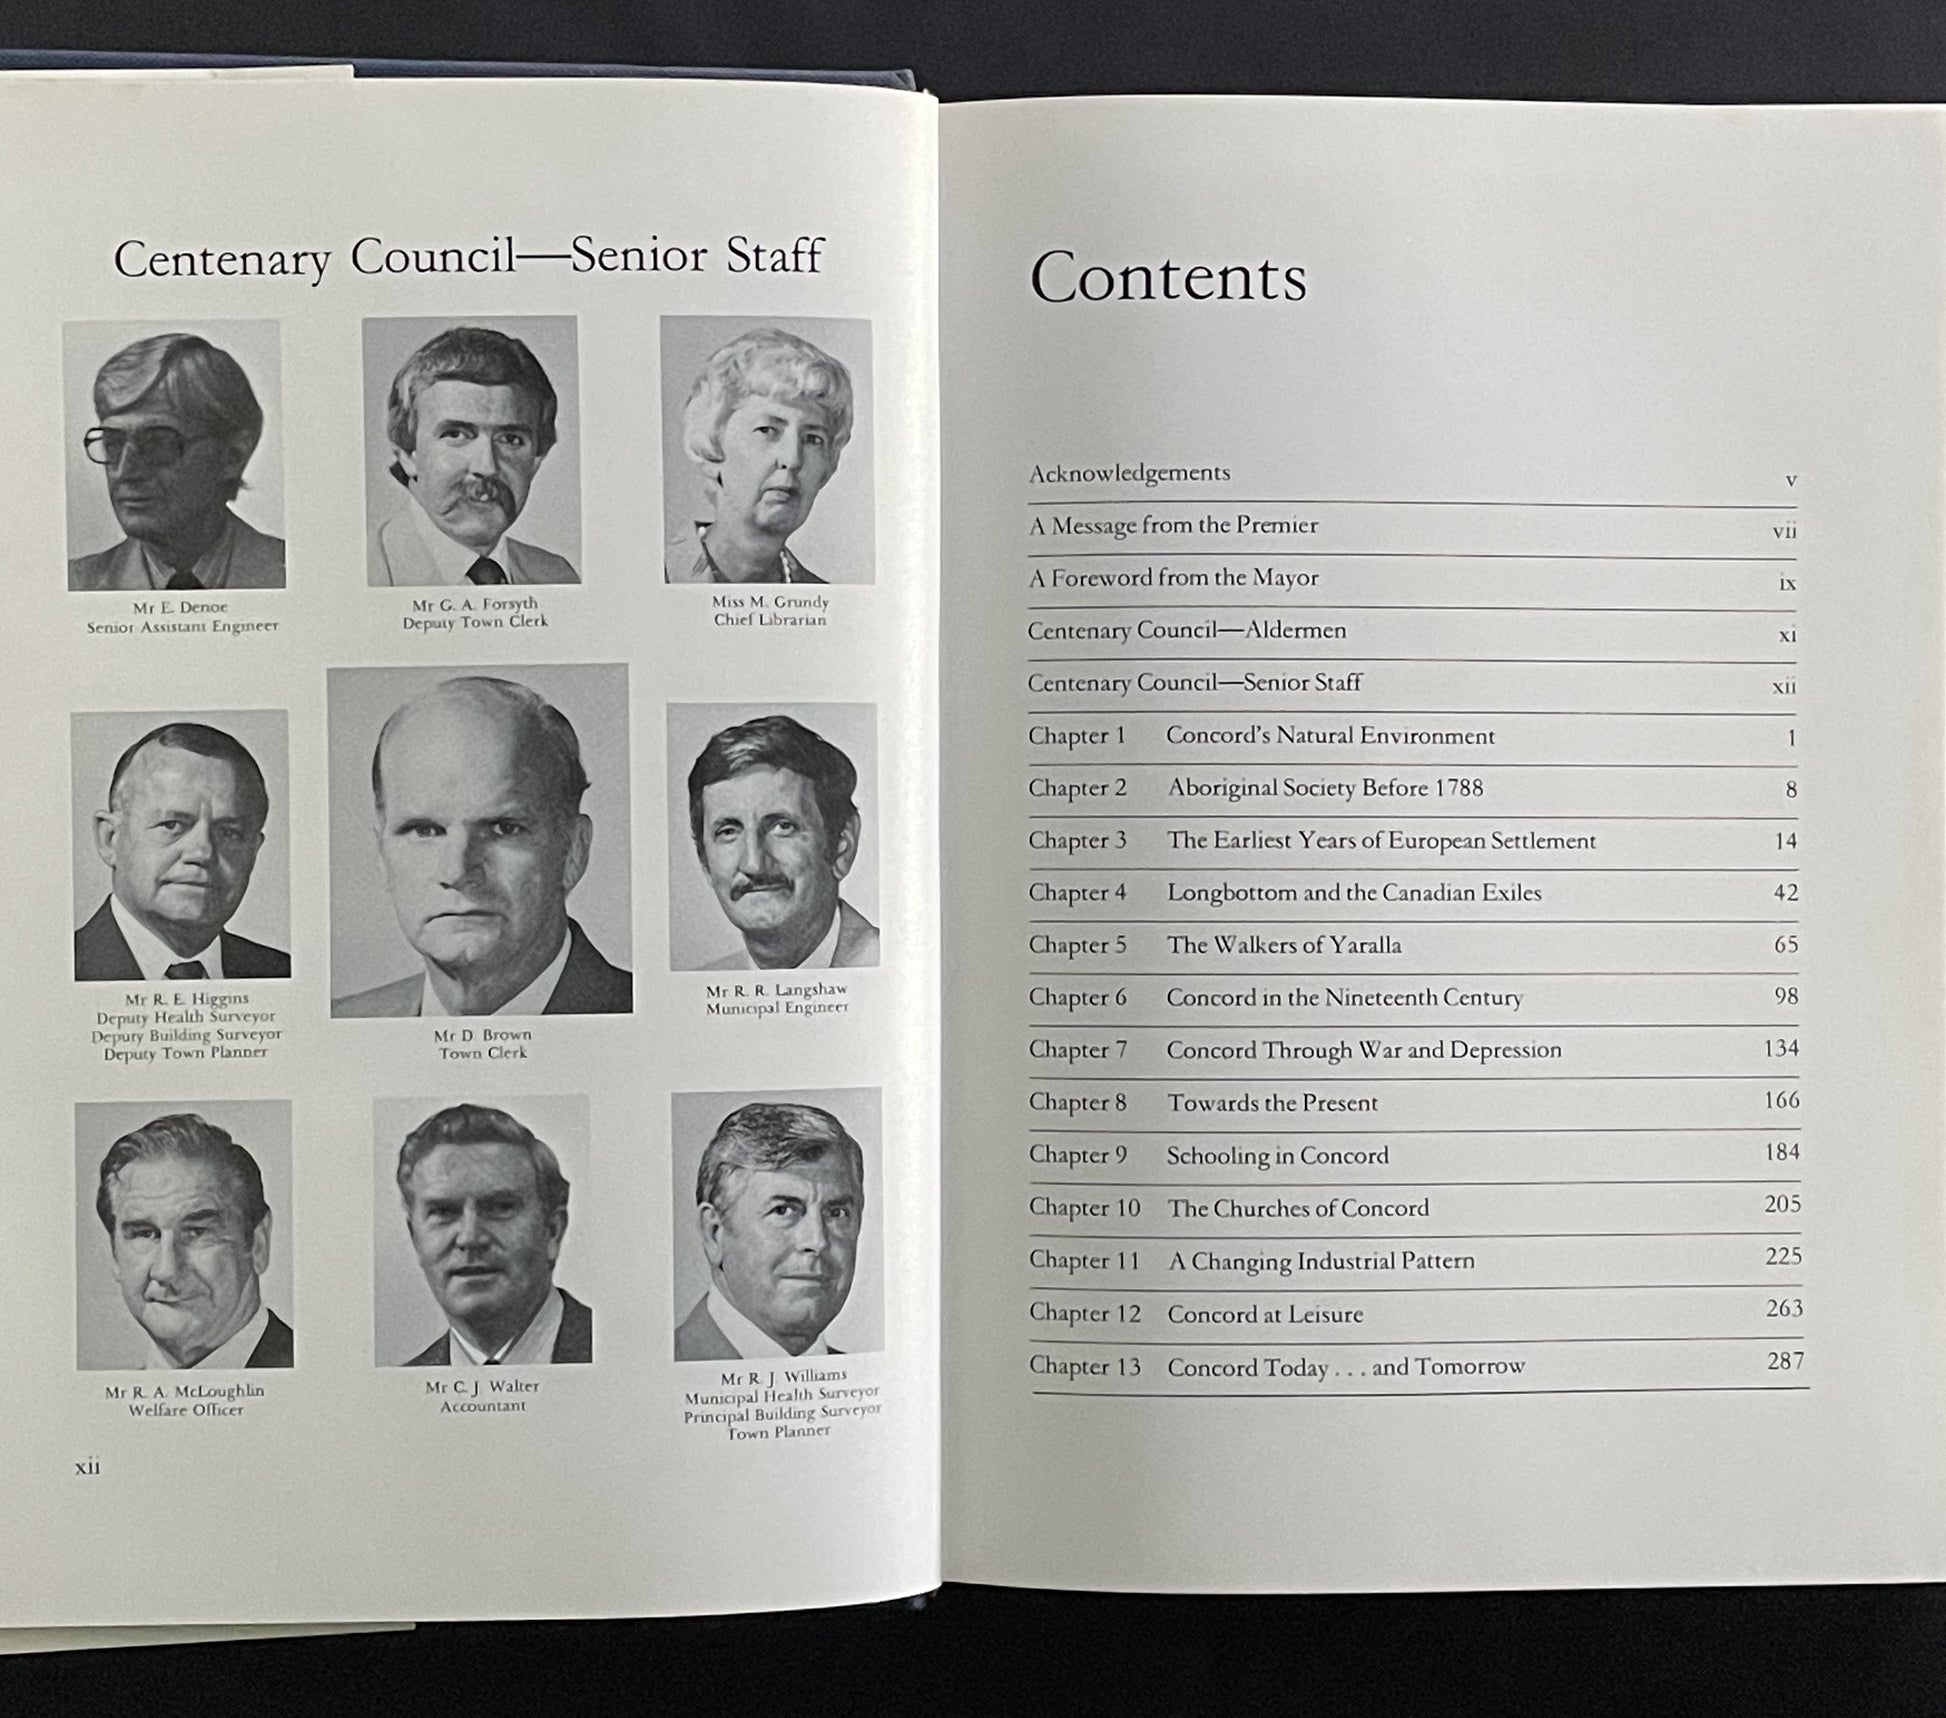 Centenary Council—Senior Staff
Mr E. Denoe
Senior Assistant Engineer
Mr G. A. Forsyth
Deputy Town Clerk
Miss M. Grundy
Chief Librarian
Mr R. E. Higgins
Deputy Health Surveyor
Deputy Building Surveyor
Deputy Town Planner
Mr D. Brown
Town Clerk
Mr R. R. Langshaw
Municipal Engineer
Mr R. A. McLoughlin
Welfare Officer
Mr C. J. Walter
Accountant
Mr R. J. Williams
Municipal Health Surveyor
Principal Building Surveyor
Town Planner
xii
Contents
Acknowledgements v
A Message from the Premier vii
A Foreword from the Mayor ix
Centenary Council—Aldermen xi
Centenary Council—Senior Staff xii
Chapter 1 Concord's Natural Environment 1
Chapter 2 Aboriginal Society Before 1788 8
Chapter 3 The Earliest Years of European Settlement 14
Chapter 4 Longbottom and the Canadian Exiles 42
Chapter 5 The Walkers of Yaralla 65
Chapter 6 Concord in the Nineteenth Century 98
Chapter 7 Concord Through War and Depression 134
Chapter 8 Towards the Present 166
Chapter 9 Schooling in Concord 184
Chapter 10 The Churches of Concord 205
Chapter 11 A Changing Industrial Pattern 225
Chapter 12 Concord at Leisure 263
Chapter 13 Concord Today . . . and Tomorrow 287